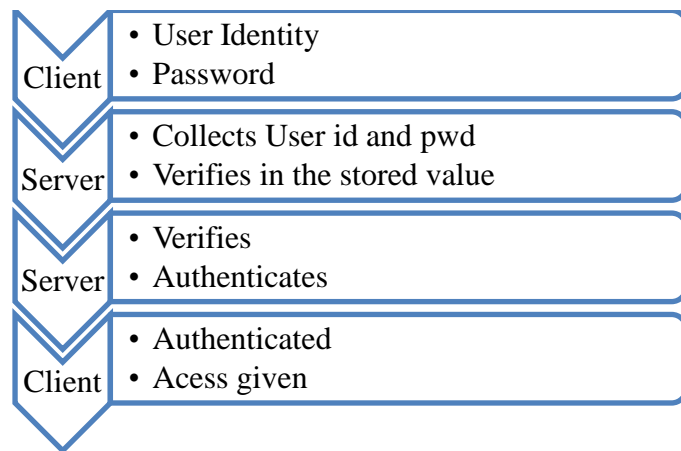 Client
• User Identity
• Password
Server
• Collects User id and pwd
• Verifies in the stored value
Server
• Verifies
• Authenticates
Client
• Authenticated
• Acess given